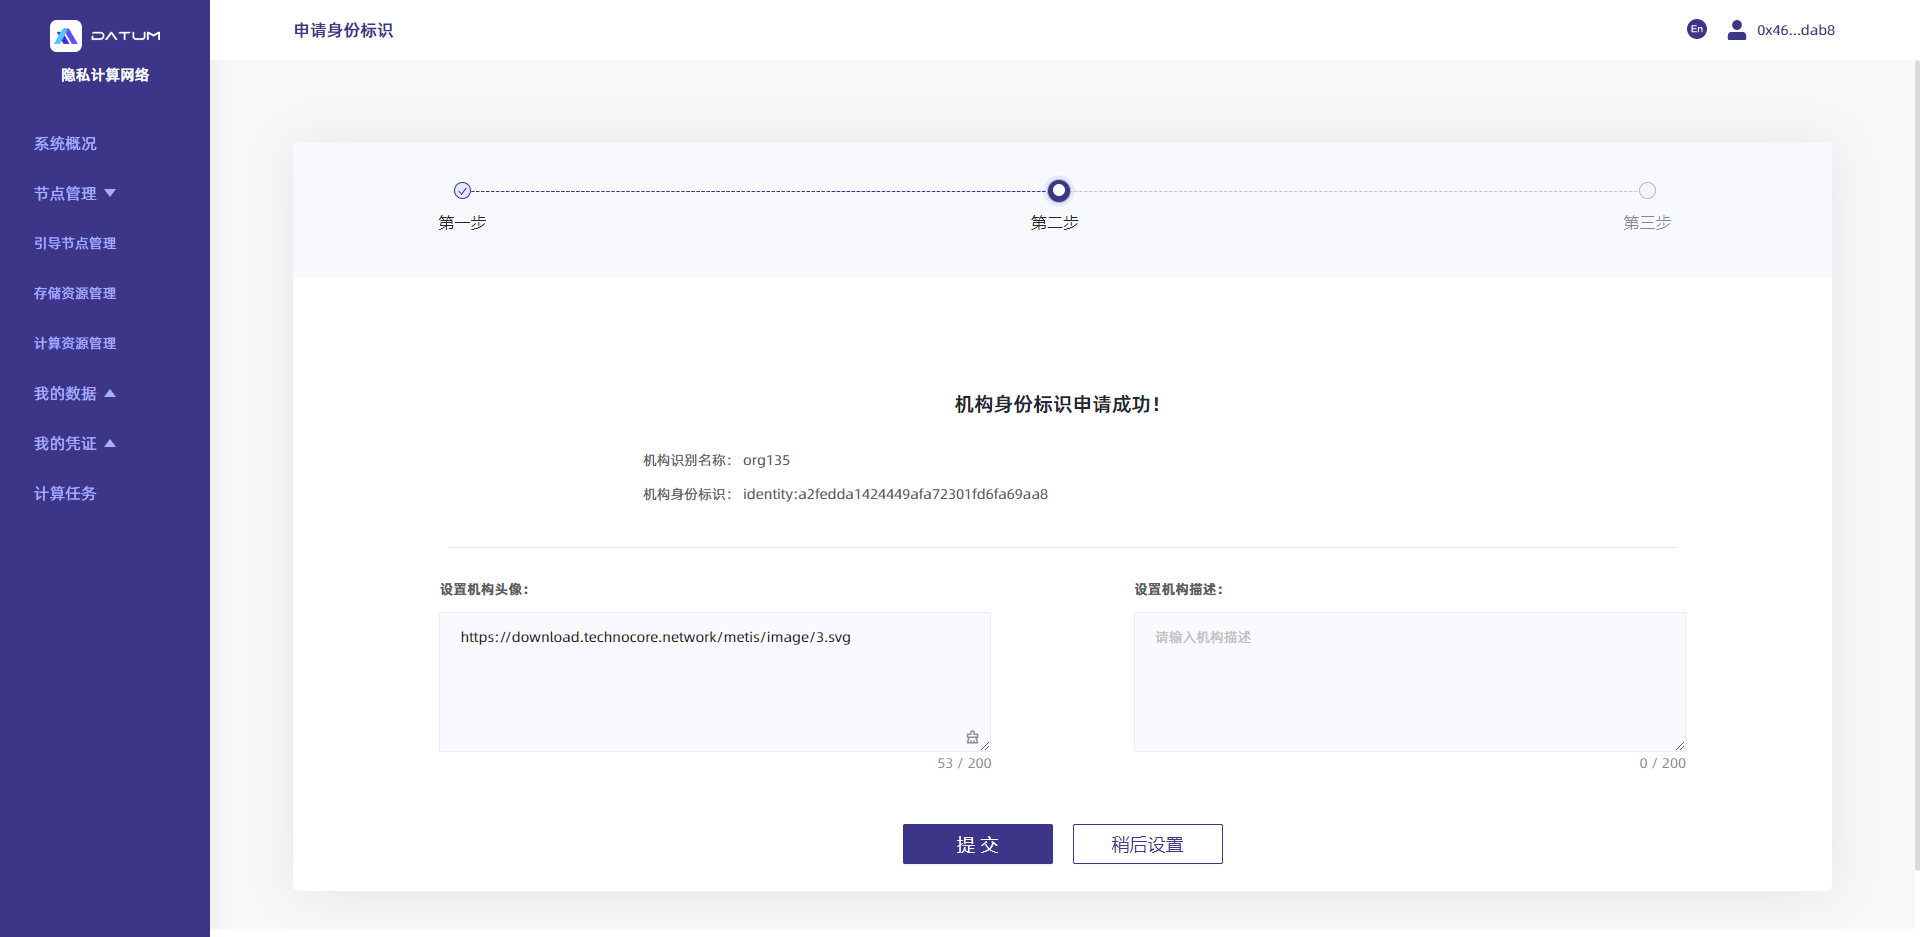 DATUM
隐私计算网络
系统概况
节点管理
引导节点管理
存储资源管理
计算资源管理
我的数据
我的凭证
计算任务
申请身份标识
En
0x46...dab8
第一步
第二步
第三步
机构身份标识申请成功！
机构识别名称： org135
机构身份标识： identity:a2fedda1424449afa72301fd6fa69aa8
设置机构头像：
https://download.technocore.network/metis/image/3.svg
53 / 200
设置机构描述：
请输入机构描述
0 / 200
提 交
稍后设置